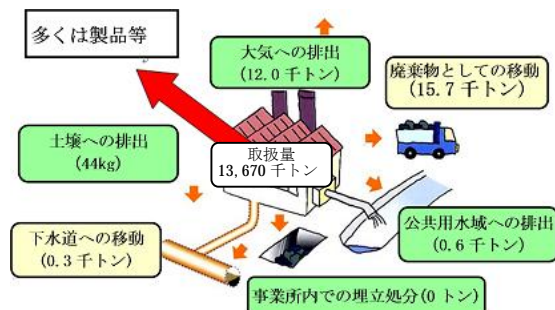 多くは製品等
大気への排出
(12.0 千トン)
廃棄物としての移動
(15.7 千トン)
土壌への排出
(44kg)
取扱量
13,670 千トン
公共用水域への排出
(0.6 千トン)
下水道への移動
(0.3 千トン)
事業所内での埋立処分(0 トン)